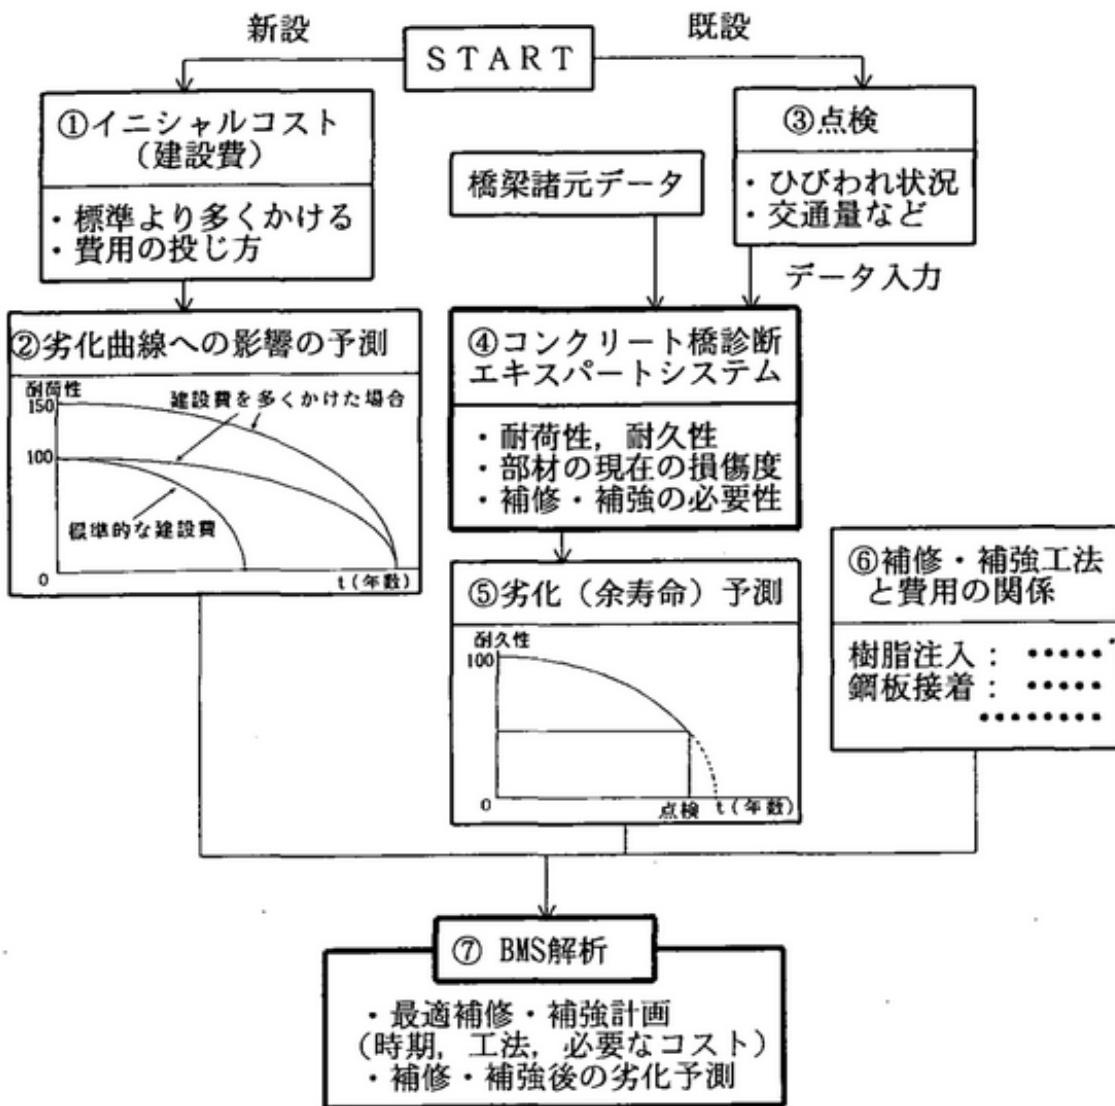 新設
START
既設
①イニシャルコスト
（建設費）
・標準より多くかける
・費用の投じ方
③点検
・ひびわれ状況
・交通量など
橋梁諸元データ
データ入力
②劣化曲線への影響の予測
耐荷性
150
建設費を多くかけた場合
100
標準的な建設費
0
t(年数)
④コンクリート橋診断
エキスパートシステム
・耐荷性，耐久性
・部材の現在の損傷度
・補修・補強の必要性
⑤劣化（余寿命）予測
耐久性
100
0
点検
t(年数)
⑥補修・補強工法
と費用の関係
樹脂注入：•••••
鋼板接着：•••••
••••••••
⑦ BMS解析
・最適補修・補強計画
（時期，工法，必要なコスト）
・補修・補強後の劣化予測